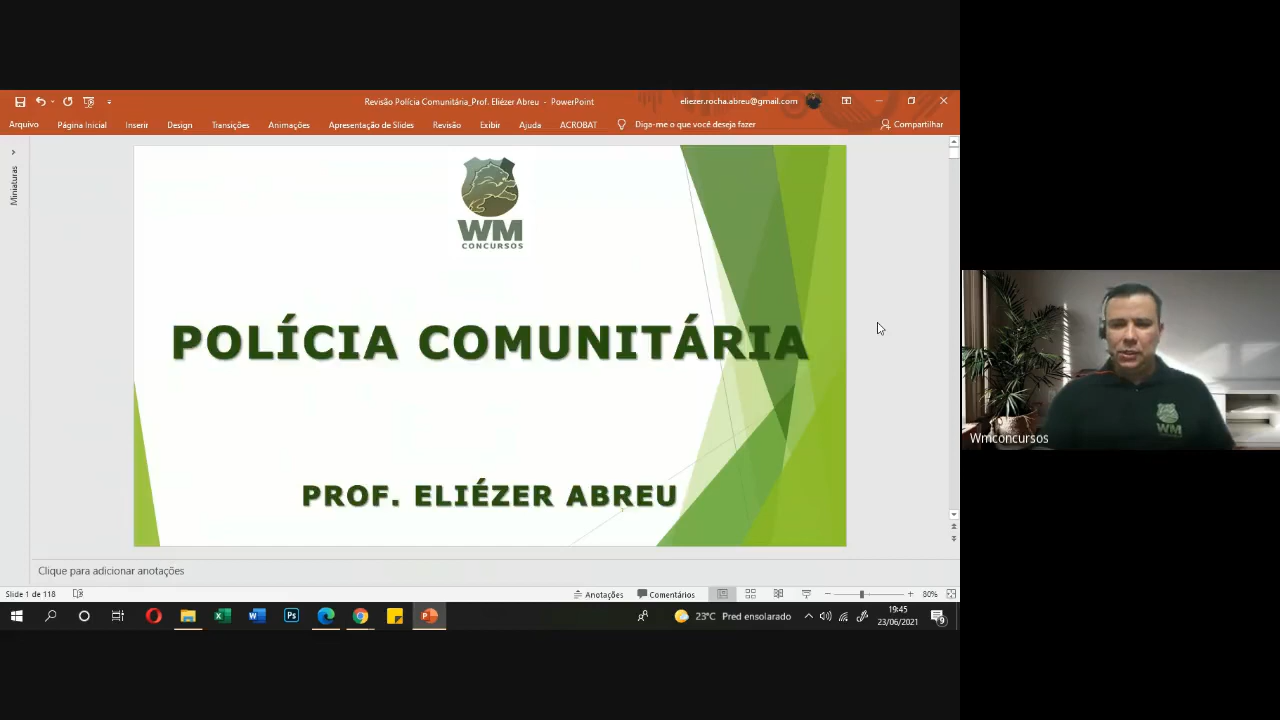 Revisão Polícia Comunitária_Prof. Eliézer Abreu - PowerPoint
eliezer.rocha.abreu@gmail.com
Arquivo
Página Inicial
Inserir
Design
Transições
Animações
Apresentação de Slides
Revisão
Exibir
Ajuda
ACROBAT
Diga-me o que você deseja fazer
Compartilhar
Miniaturas
WM
CONCURSOS
POLÍCIA COMUNITÁRIA
PROF. ELIÉZER ABREU
WM
Wmconcursos
Clique para adicionar anotações
Slide 1 de 118
Anotações
Comentários
80%
23°C Pred ensolarado
19:45
23/06/2021
9